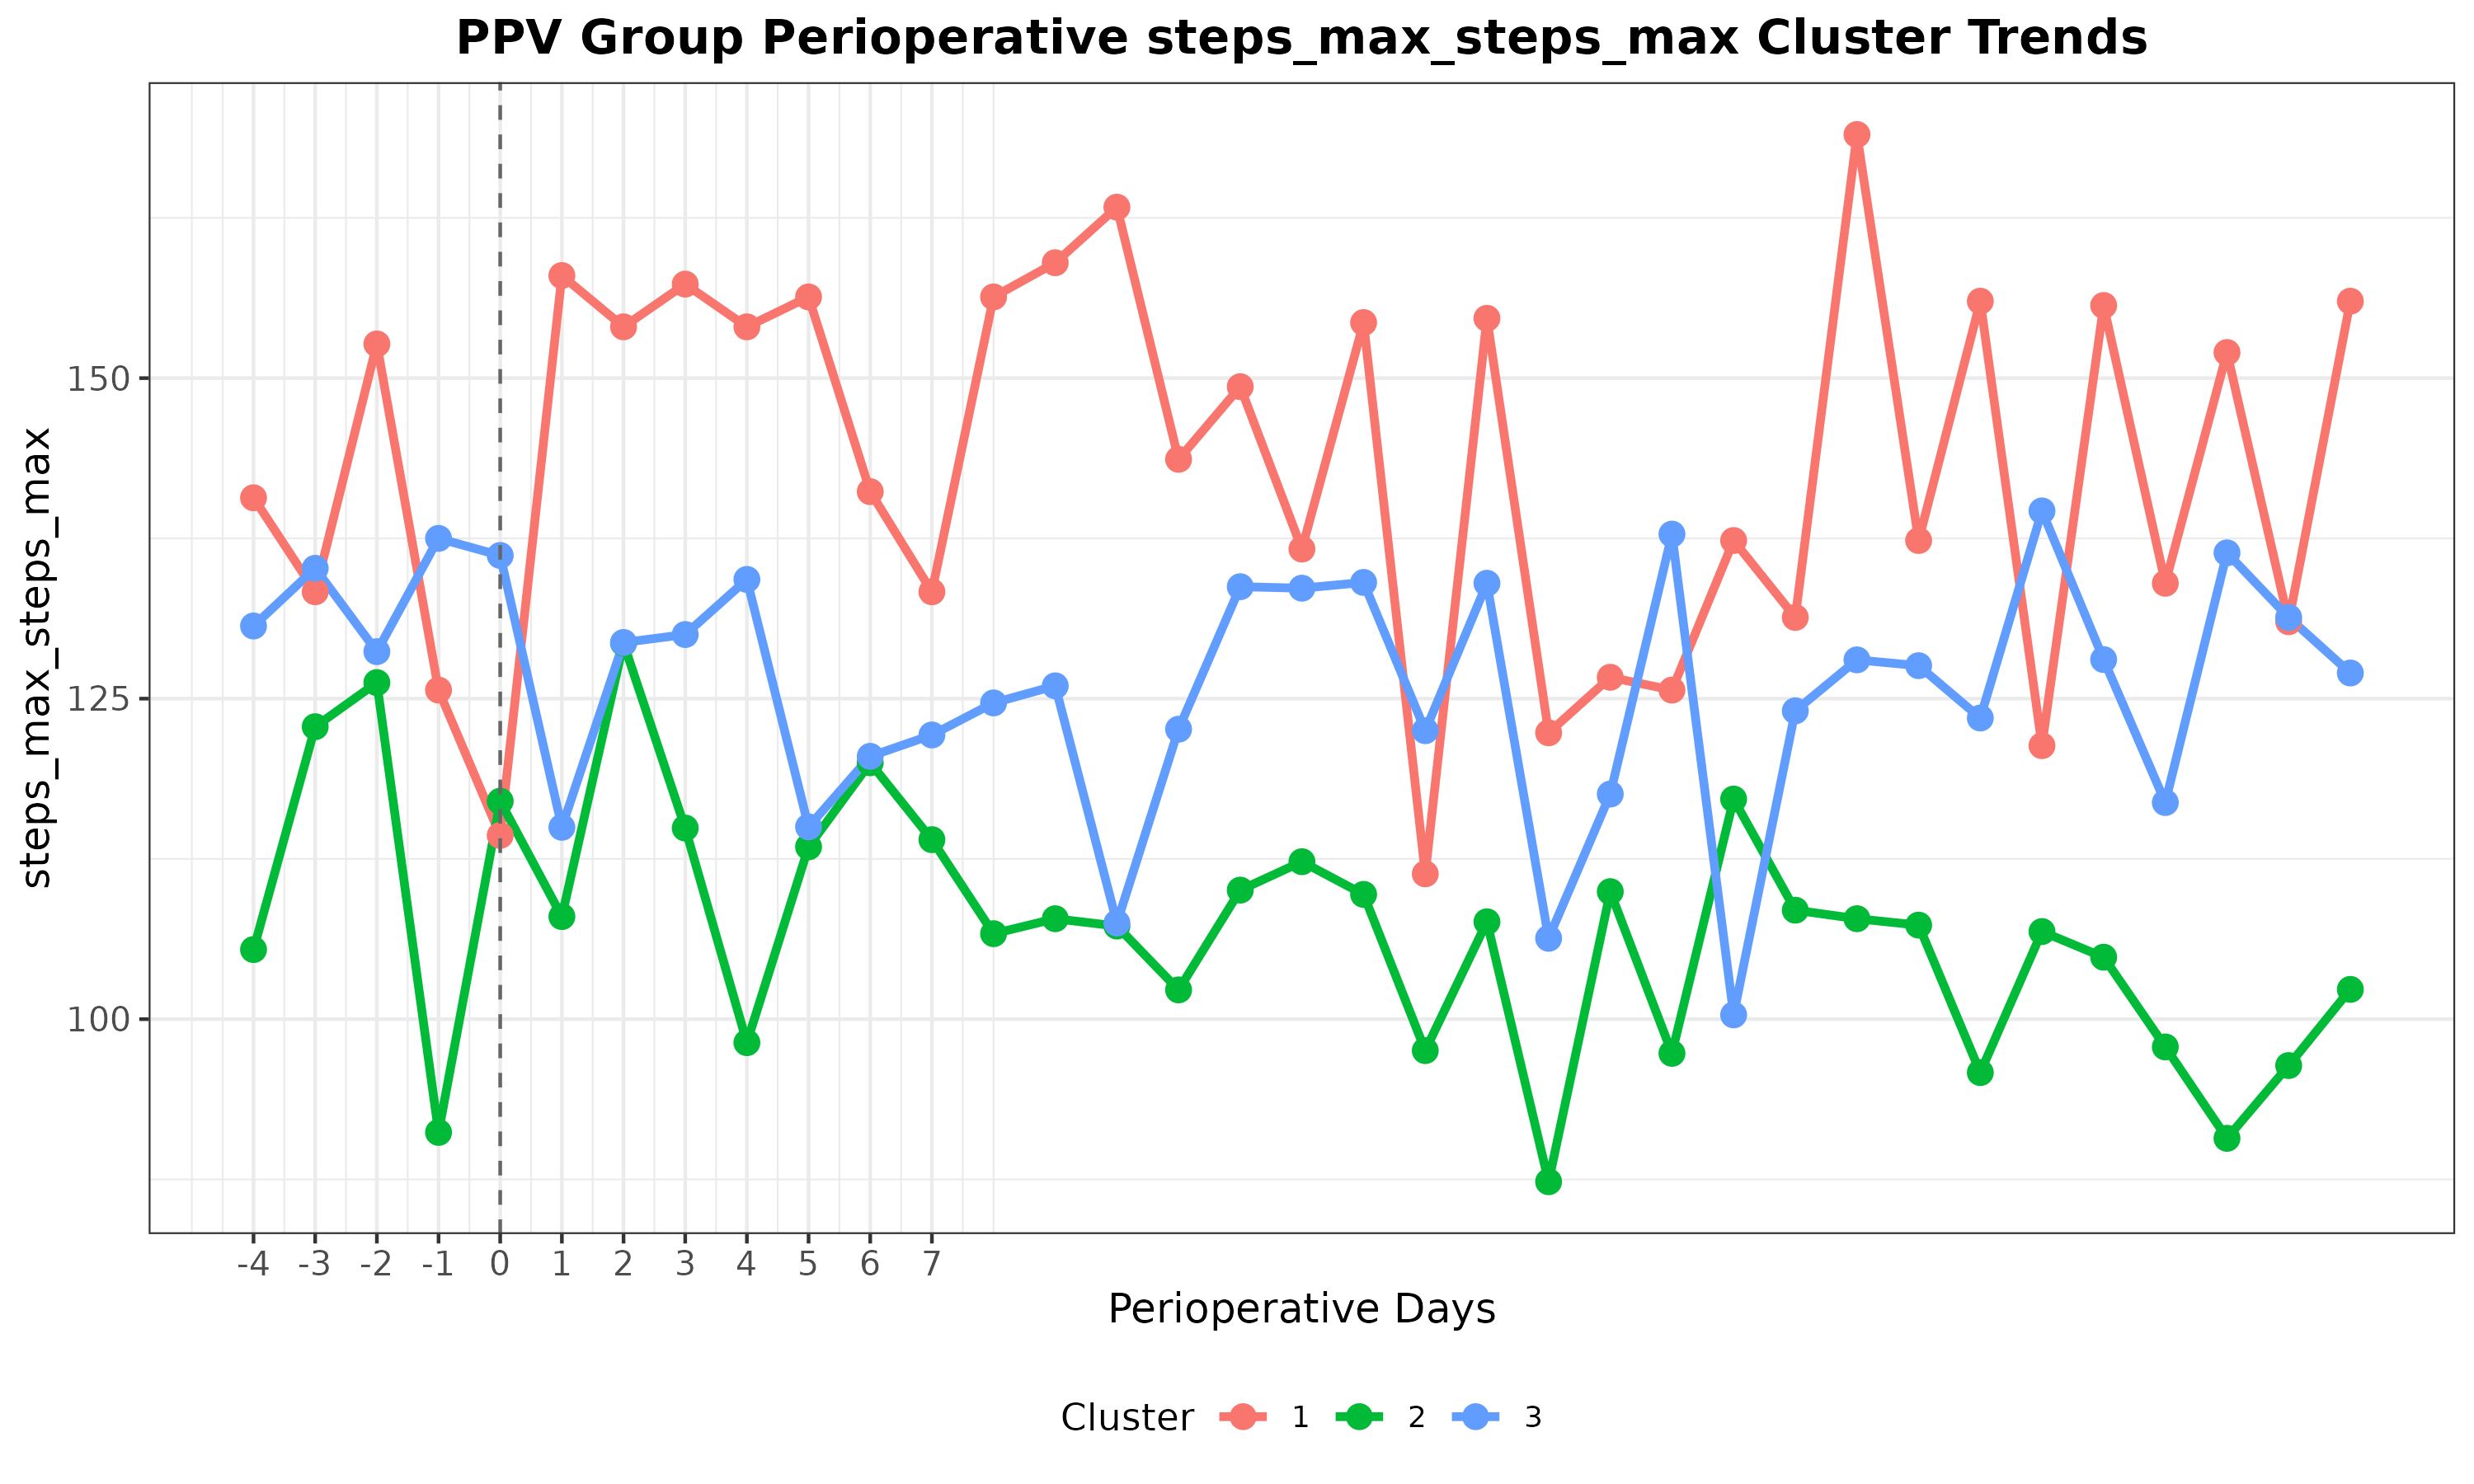 PPV Group Perioperative steps_max_steps_max Cluster Trends
steps_max_steps_max
150
125
100
-4 -3 -2 -1 0 1 2 3 4 5 6 7
Perioperative Days
Cluster 1 2 3